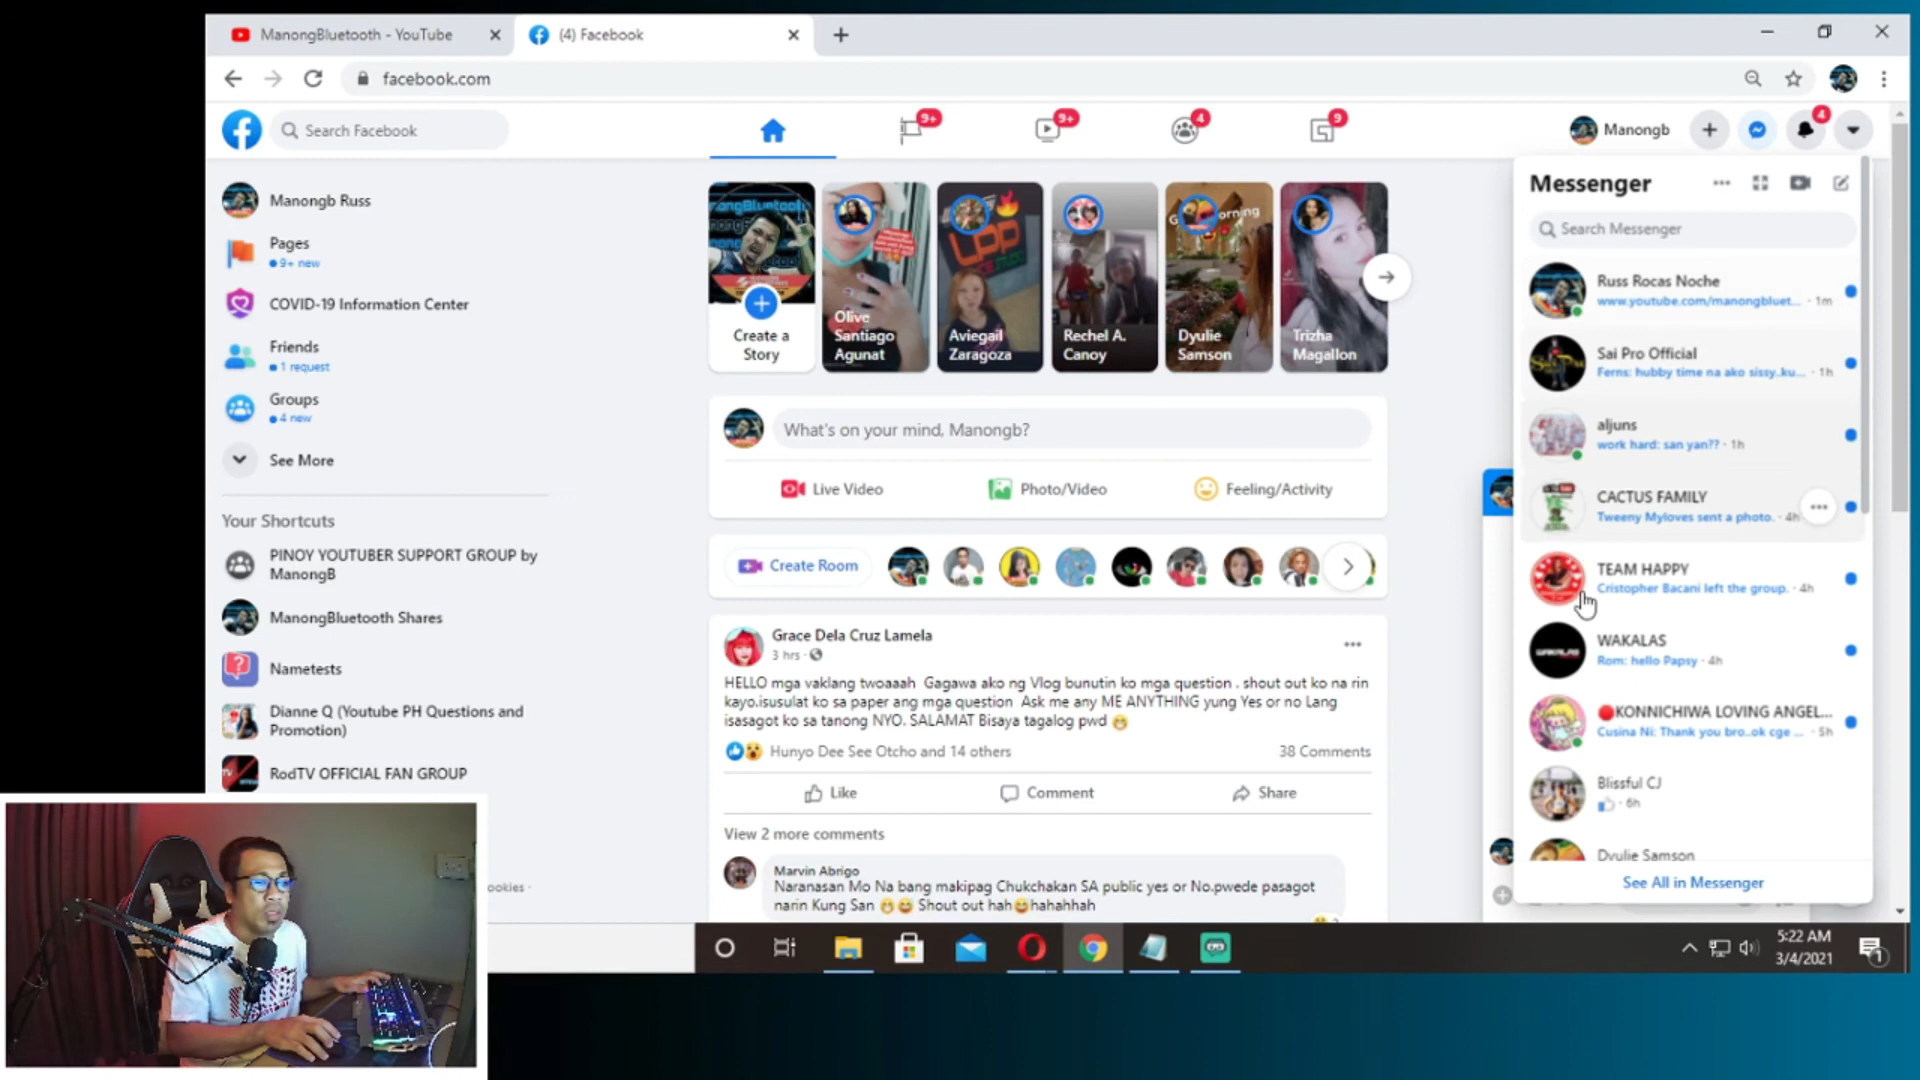 ManongBluetooth - YouTube
(4) Facebook
facebook.com
Search Facebook
9+
9+
4
9
Manongb
4
Manongb Russ
Pages
9+ new
COVID-19 Information Center
Friends
1 request
Groups
4 new
See More
Your Shortcuts
PINOY YOUTUBER SUPPORT GROUP by
ManongB
ManongBluetooth Shares
Nametests
Dianne Q (Youtube PH Questions and
Promotion)
RodTV OFFICIAL FAN GROUP
ookies ·
Create a
Story
Olive
Santiago
Agunat
Aviegail
Zaragoza
Rechel A.
Canoy
Dyulie
Samson
Trizha
Magallon
What's on your mind, Manongb?
Live Video
Photo/Video
Feeling/Activity
Create Room
Grace Dela Cruz Lamela
3 hrs ·
HELLO mga vaklang twoaaah Gagawa ako ng Vlog bunutin ko mga question . shout out ko na rin
kayo.isusulat ko sa paper ang mga question Ask me any ME ANYTHING yung Yes or no Lang
isasagot ko sa tanong NYO. SALAMAT Bisaya tagalog pwd 😁
Hunyo Dee See Otcho and 14 others
38 Comments
Like
Comment
Share
View 2 more comments
Marvin Abrigo
Naranasan Mo Na bang makipag Chukchakan SA public yes or No.pwede pasagot
narin Kung San 😁😄 Shout out hah😄hahahhah
Messenger
Search Messenger
Russ Rocas Noche
www.youtube.com/manongbluet... · 1m
Sai Pro Official
Ferns: hubby time na ako sissy..ku... · 1h
aljuns
work hard: san yan?? · 1h
CACTUS FAMILY
Tweeny Myloves sent a photo. · 4h
TEAM HAPPY
Cristopher Bacani left the group. · 4h
WAKALAS
Rom: hello Papsy · 4h
🔴KONNICHIWA LOVING ANGEL...
Cusina Ni: Thank you bro..ok cge ... · 5h
Blissful CJ
👍 · 6h
Dyulie Samson
See All in Messenger
5:22 AM
3/4/2021
1